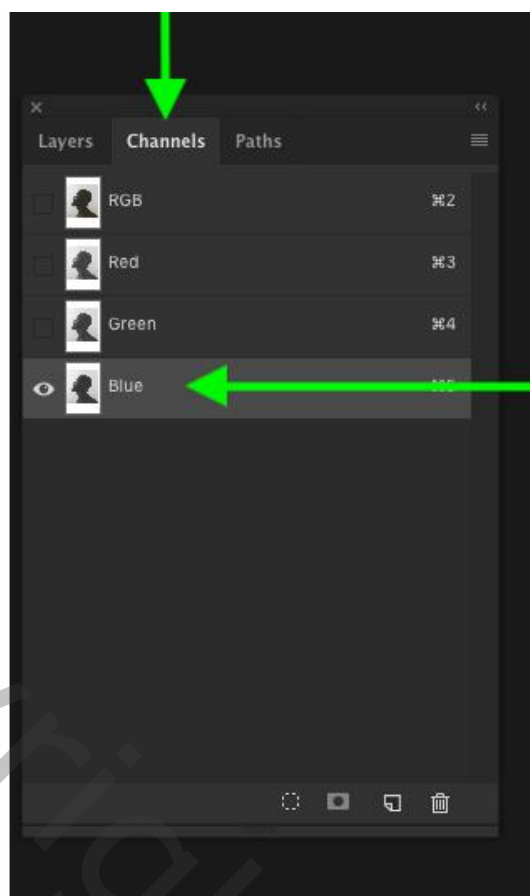 Layers Channels Paths
RGB ⌘2
Red ⌘3
Green ⌘4
Blue